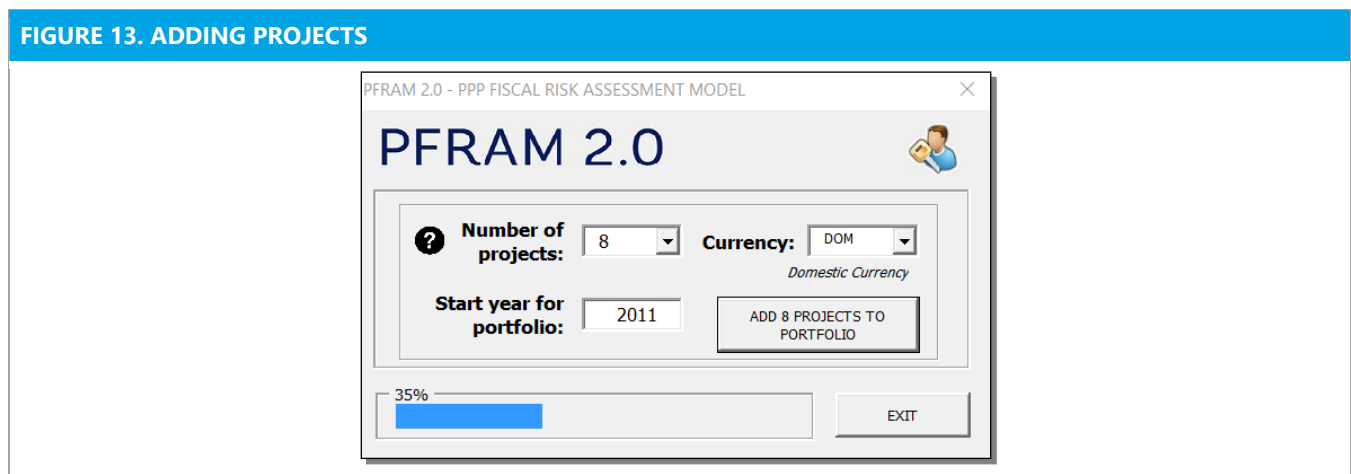 FIGURE 13. ADDING PROJECTS
PFRAM 2.0 - PPP FISCAL RISK ASSESSMENT MODEL
PFRAM 2.0
?
Number of
projects:
8
Currency:
DOM
Domestic Currency
Start year for
portfolio:
2011
ADD 8 PROJECTS TO
PORTFOLIO
35%
EXIT